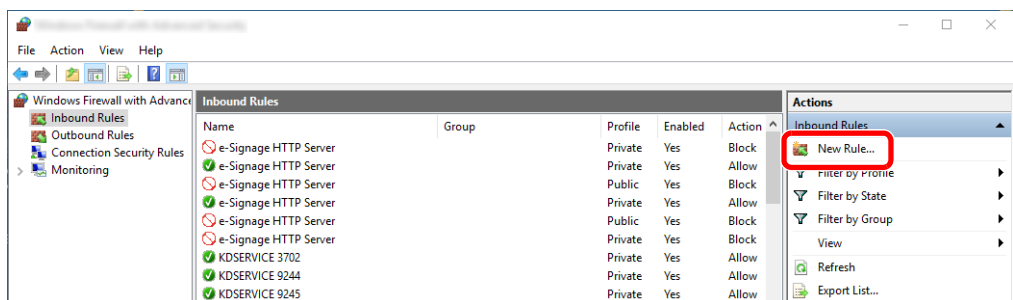 File Action View Help
Windows Firewall with Advance
Inbound Rules
Outbound Rules
Connection Security Rules
Monitoring
Inbound Rules
Name Group Profile Enabled Action
e-Signage HTTP Server Private Yes Block
e-Signage HTTP Server Private Yes Allow
e-Signage HTTP Server Public Yes Block
e-Signage HTTP Server Private Yes Allow
e-Signage HTTP Server Public Yes Block
e-Signage HTTP Server Private Yes Block
KDSERVICE 3702 Private Yes Allow
KDSERVICE 9244 Private Yes Allow
KDSERVICE 9245 Private Yes Allow
Actions
Inbound Rules
New Rule...
Filter by Profile
Filter by State
Filter by Group
View
Refresh
Export List...